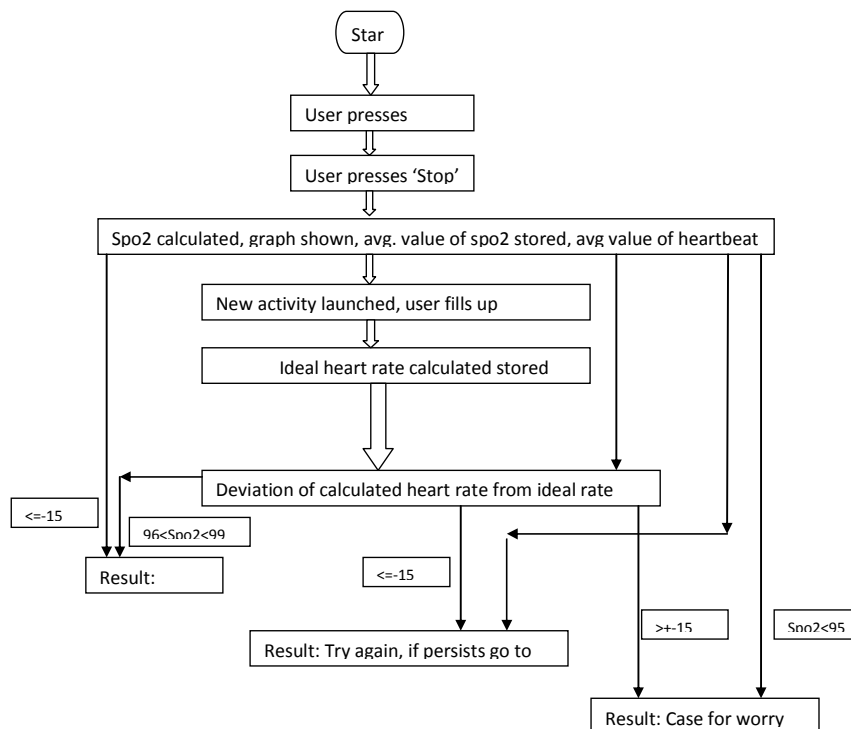 Star
User presses
User presses ‘Stop’
Spo2 calculated, graph shown, avg. value of spo2 stored, avg value of heartbeat
New activity launched, user fills up
Ideal heart rate calculated stored
Deviation of calculated heart rate from ideal rate
<=-15
96<Spo2<99
Result:
<=-15
>+-15
Spo2<95
Result: Try again, if persists go to
Result: Case for worry